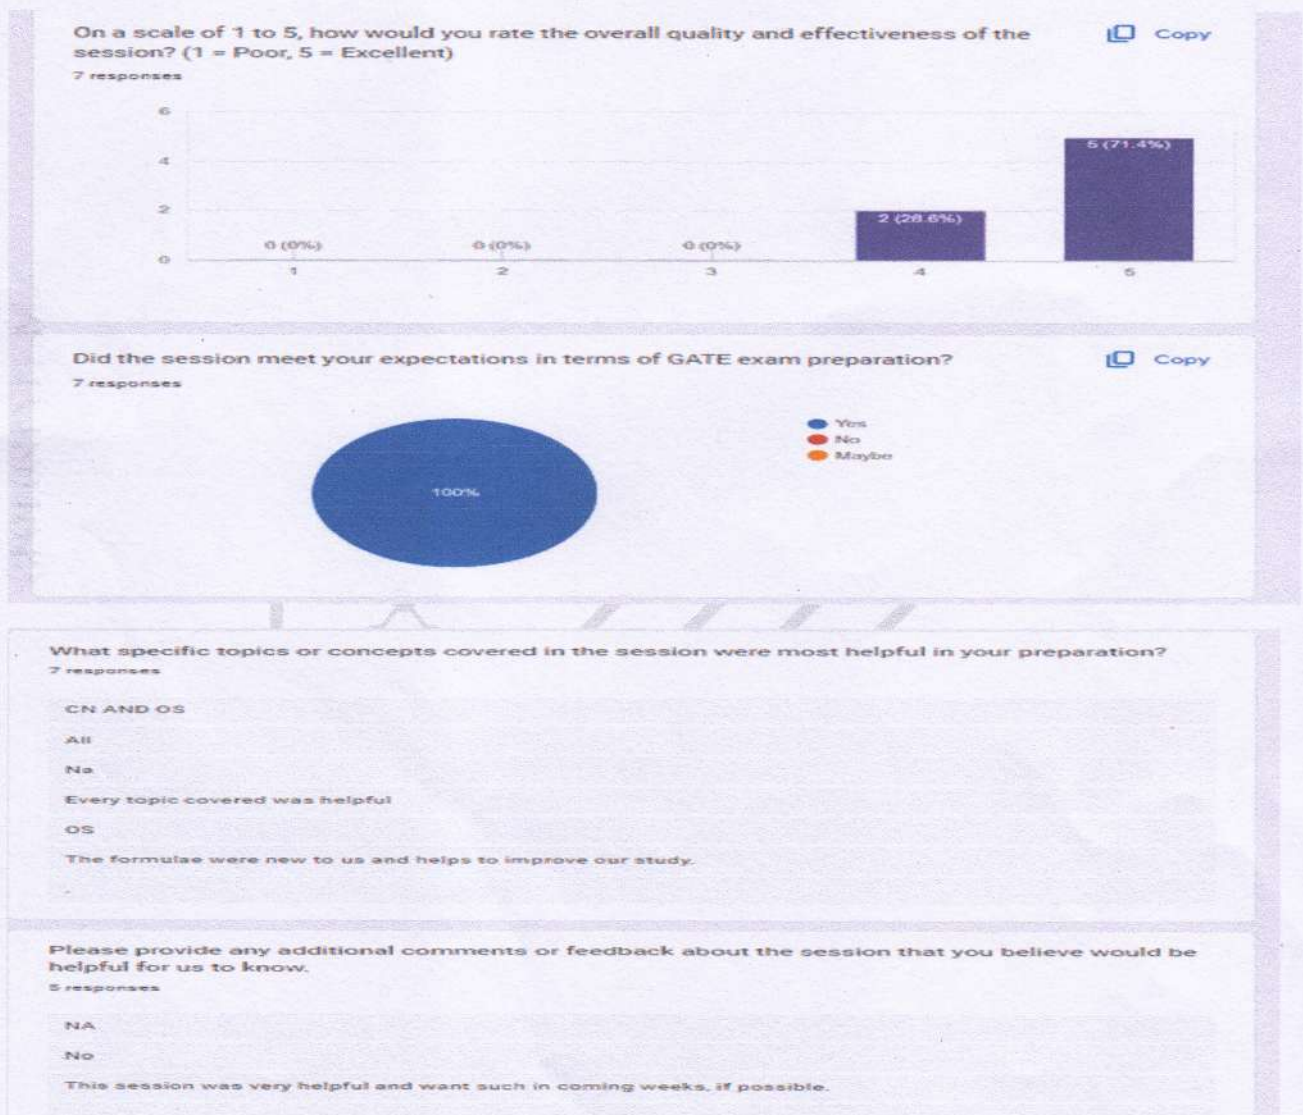 On a scale of 1 to 5, how would you rate the overall quality and effectiveness of the
session? (1 = Poor, 5 = Excellent)
Copy
7 responses
6
4
2
0
0 (0%)
0 (0%)
0 (0%)
2 (28.6%)
5 (71.4%)
1
2
3
4
5
Did the session meet your expectations in terms of GATE exam preparation?
Copy
7 responses
100%
Yes
No
Maybe
What specific topics or concepts covered in the session were most helpful in your preparation?
7 responses
CN AND OS
All
Na
Every topic covered was helpful
OS
The formulae were new to us and helps to improve our study.
.
Please provide any additional comments or feedback about the session that you believe would be
helpful for us to know.
5 responses
NA
No
This session was very helpful and want such in coming weeks, if possible.